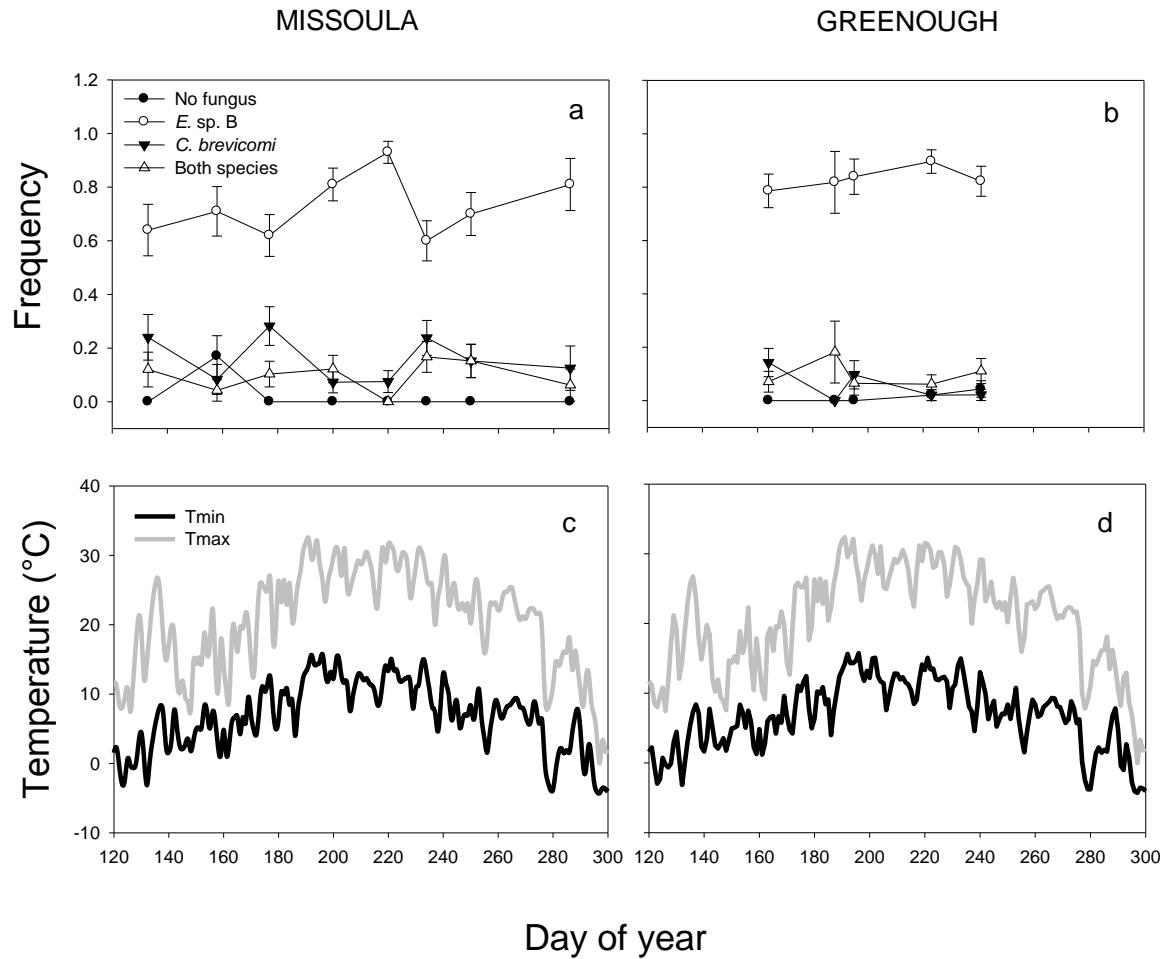 MISSOULA
GREENOUGH
Frequency
1.2
1.0
0.8
0.6
0.4
0.2
0.0
No fungus
E. sp. B
C. brevicomi
Both species
a
b
Temperature (°C)
40
30
20
10
0
-10
Tmin
Tmax
c
d
120 140 160 180 200 220 240 260 280 300
120 140 160 180 200 220 240 260 280 300
Day of year